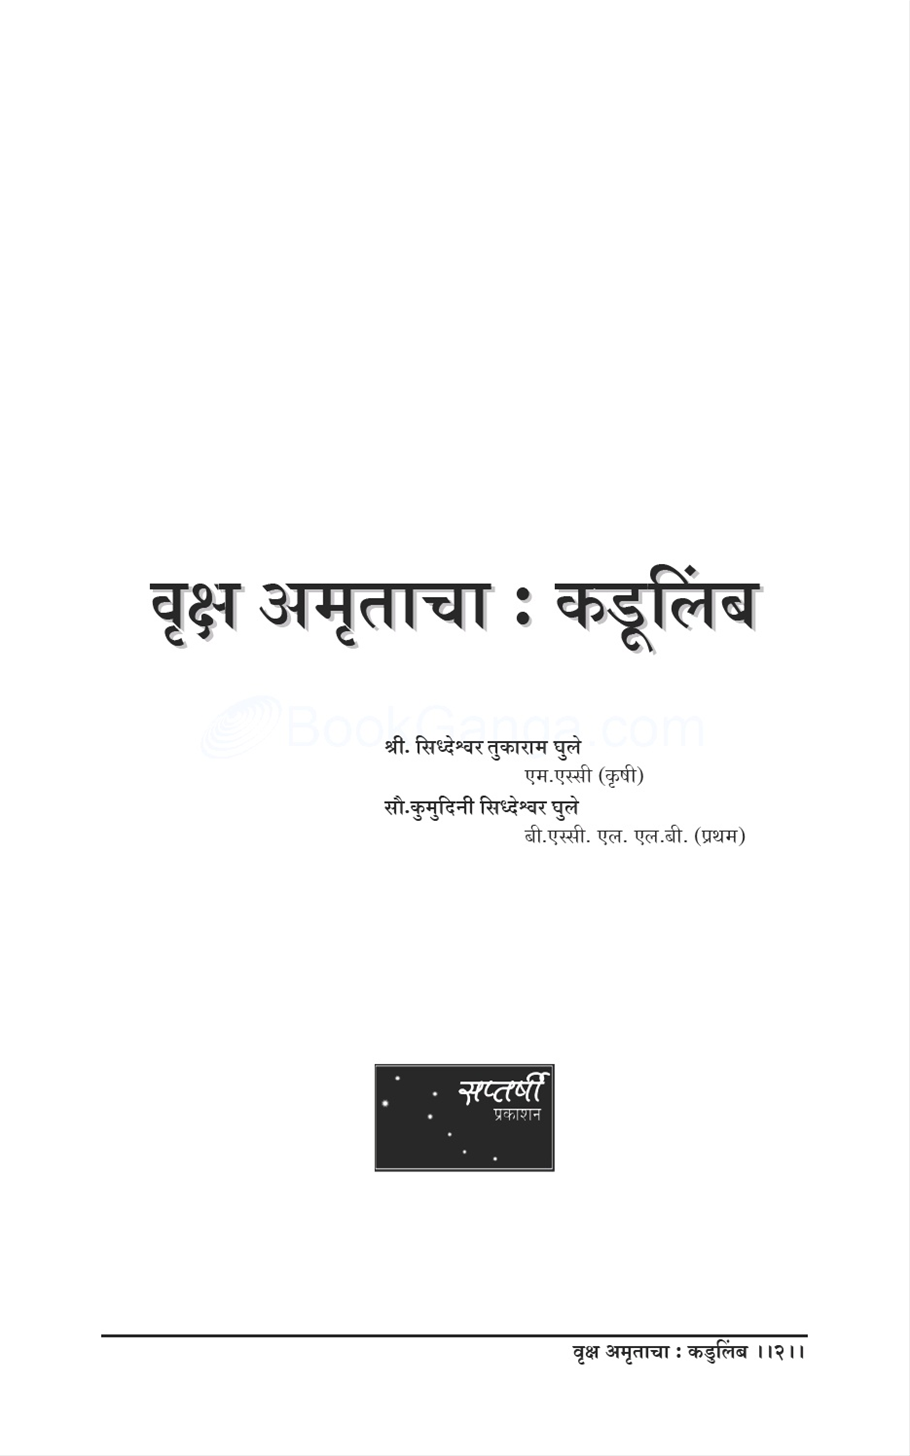 वृक्ष अमृताचा : कडूलिंब
BookGanga.com
श्री. सिध्देश्वर तुकाराम घुले
एम.एस्सी (कृषी)
सौ.कुमुदिनी सिध्देश्वर घुले
बी.एस्सी. एल. एल.बी. (प्रथम)
सप्तर्षी
प्रकाशन
वृक्ष अमृताचा : कडुलिंब ।।२।।